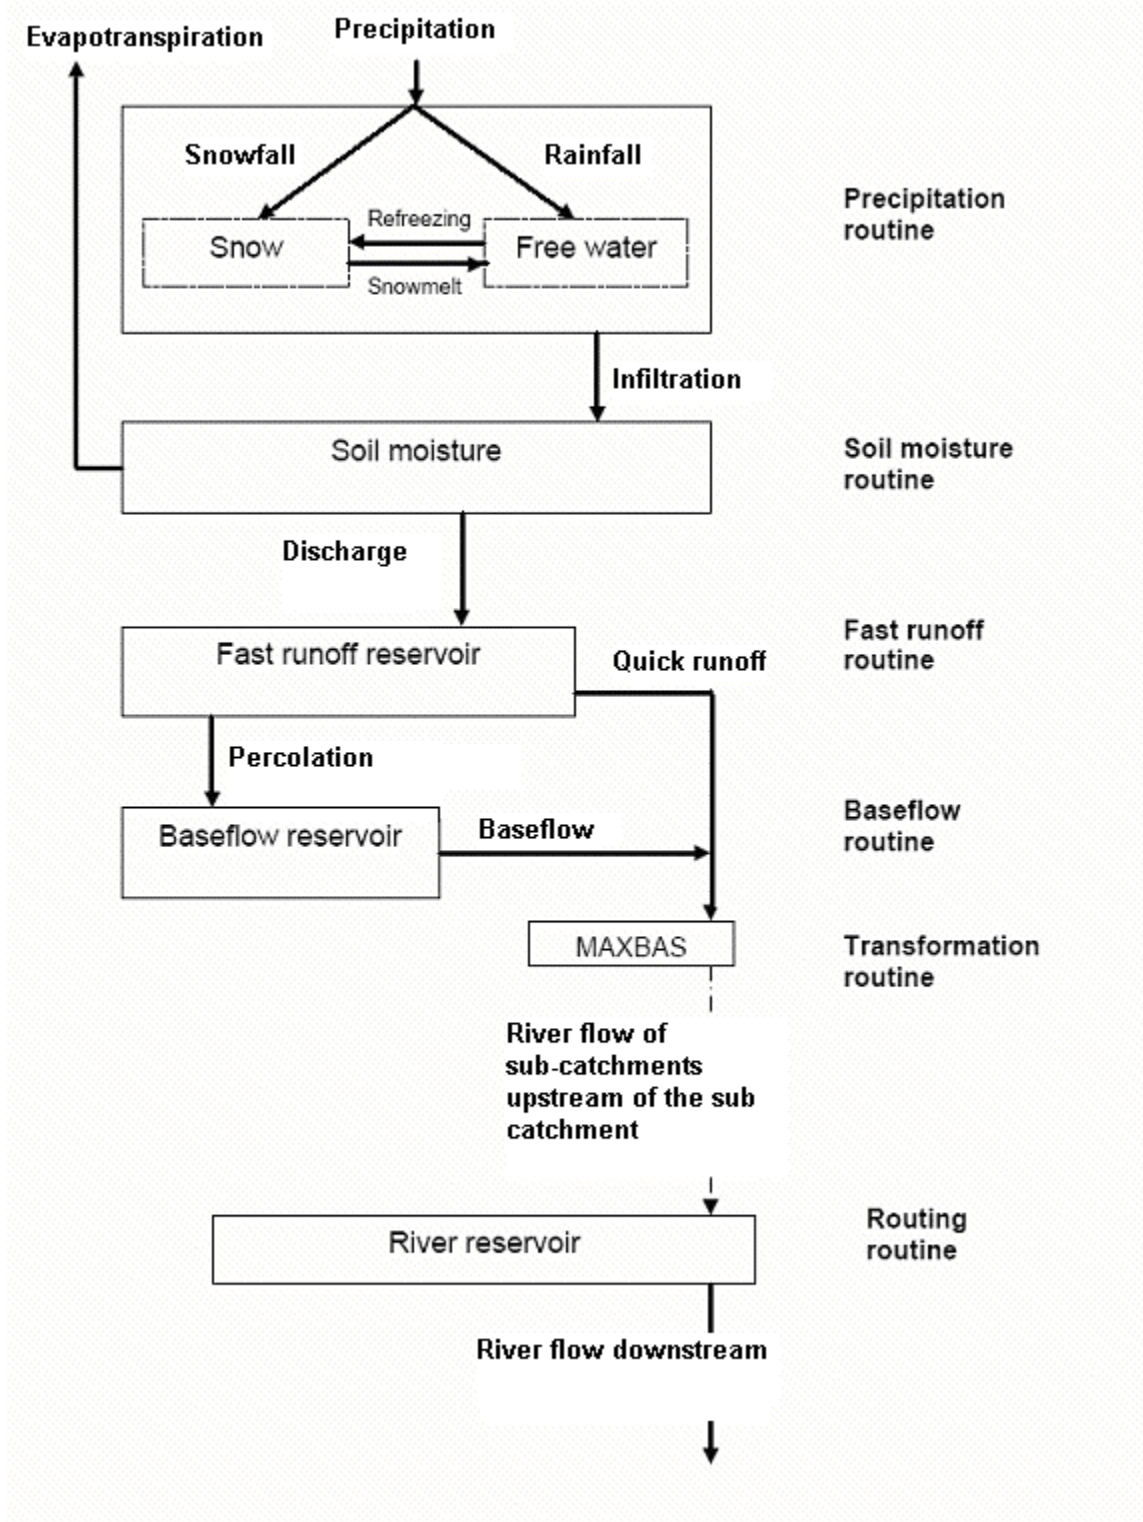 Evapotranspiration
Precipitation
Snowfall
Rainfall
Precipitation
routine
Refreezing
Snow
Free water
Snowmelt
Infiltration
Soil moisture
Soil moisture
routine
Discharge
Fast runoff reservoir
Quick runoff
Fast runoff
routine
Percolation
Baseflow reservoir
Baseflow
Baseflow
routine
MAXBAS
Transformation
routine
River flow of
sub-catchments
upstream of the sub
catchment
River reservoir
Routing
routine
River flow downstream